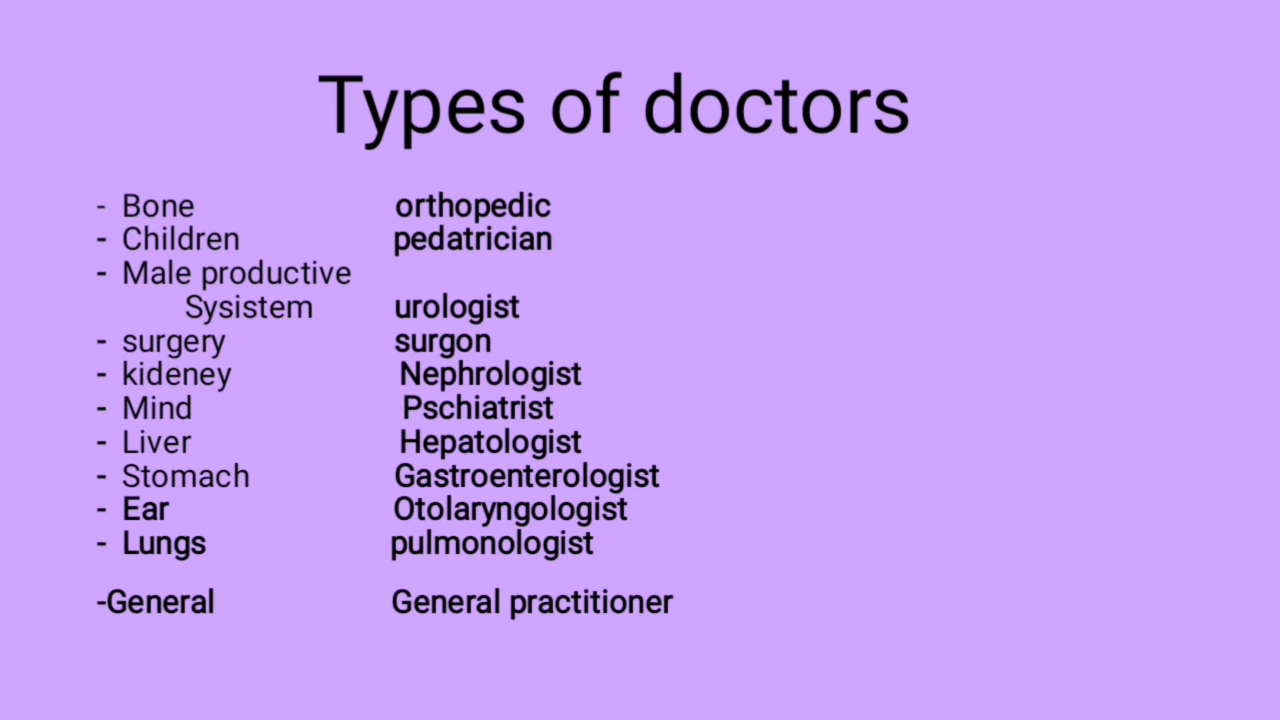 Types of doctors
- Bone orthopedic
- Children pedatrician
- Male productive
Sysistem urologist
- surgery surgon
- kideney Nephrologist
- Mind Pschiatrist
- Liver Hepatologist
- Stomach Gastroenterologist
- Ear Otolaryngologist
- Lungs pulmonologist
-General General practitioner